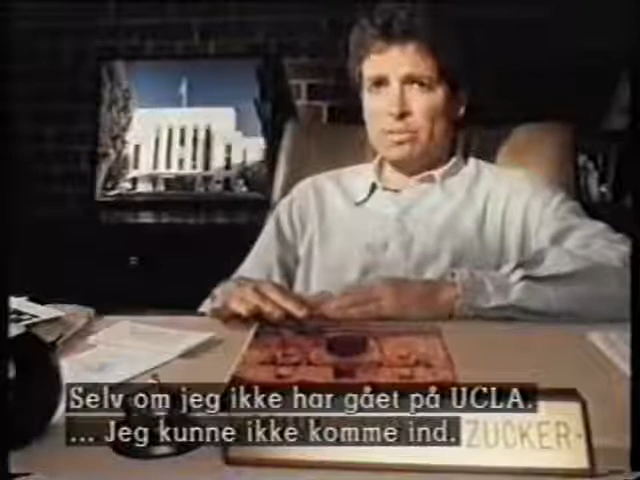 Selv om jeg ikke har gået på UCLA.
... Jeg kunne ikke komme ind.
ZUCKER-